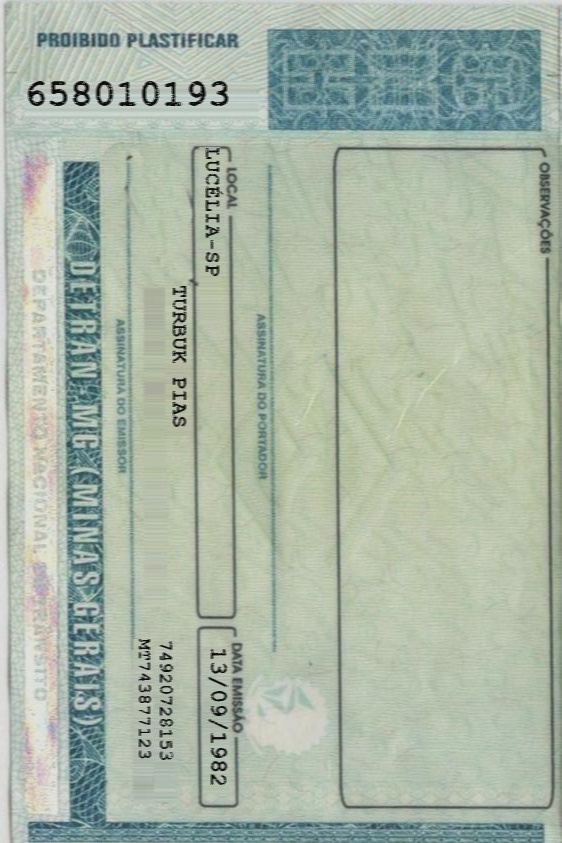 PROIBIDO PLASTIFICAR
658010193
OBSERVAÇÕES
ASSINATURA DO PORTADOR
LOCAL
LUCÉLIA-SP
DATA EMISSÃO
13/09/1982
TURBUK PIAS
74920728153
MT743877123
ASSINATURA DO EMISSOR
DETRAN-MG (MINAS GERAIS)
DEPARTAMENTO NACIONAL DE TRÂNSITO